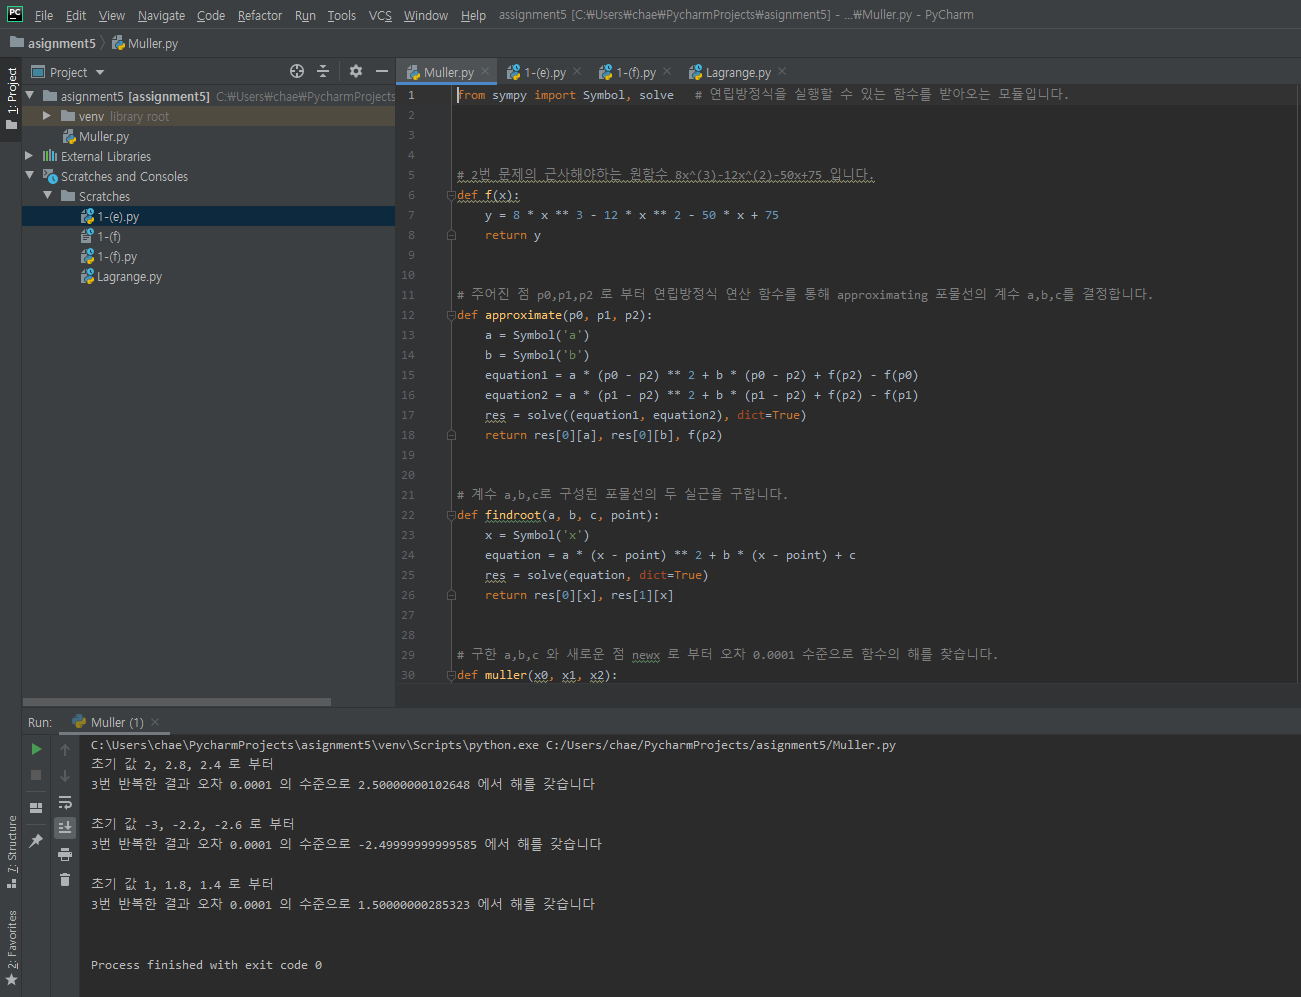 PC File Edit View Navigate Code Refactor Run Tools VCS Window Help asignment5 [C:₩Users₩chae₩PycharmProjects₩asignment5] - ...₩Muller.py - PyCharm
asignment5 Muller.py
1: Project
Project
Muller.py 1-(e).py 1-(f).py Lagrange.py
asignment5 [assignment5] C:₩Users₩chae₩PycharmProjects
venv library root
Muller.py
External Libraries
Scratches and Consoles
Scratches
1-(e).py
1-(f)
1-(f).py
Lagrange.py
1 from sympy import Symbol, solve # 연립방정식을 실행할 수 있는 함수를 받아오는 모듈입니다.
2
3
4
5 # 2번 문제의 근사해야하는 원함수 8x^(3)-12x^(2)-50x+75 입니다.
6 def f(x):
7 y = 8 * x ** 3 - 12 * x ** 2 - 50 * x + 75
8 return y
9
10
11 # 주어진 점 p0,p1,p2 로 부터 연립방정식 연산 함수를 통해 approximating 포물선의 계수 a,b,c를 결정합니다.
12 def approximate(p0, p1, p2):
13 a = Symbol('a')
14 b = Symbol('b')
15 equation1 = a * (p0 - p2) ** 2 + b * (p0 - p2) + f(p2) - f(p0)
16 equation2 = a * (p1 - p2) ** 2 + b * (p1 - p2) + f(p2) - f(p1)
17 res = solve((equation1, equation2), dict=True)
18 return res[0][a], res[0][b], f(p2)
19
20
21 # 계수 a,b,c로 구성된 포물선의 두 실근을 구합니다.
22 def findroot(a, b, c, point):
23 x = Symbol('x')
24 equation = a * (x - point) ** 2 + b * (x - point) + c
25 res = solve(equation, dict=True)
26 return res[0][x], res[1][x]
27
28
29 # 구한 a,b,c 와 새로운 점 newx 로 부터 오차 0.0001 수준으로 함수의 해를 찾습니다.
30 def muller(x0, x1, x2):
Run: Muller (1)
C:\Users\chae\PycharmProjects\asignment5\venv\Scripts\python.exe C:/Users/chae/PycharmProjects/asignment5/Muller.py
초기 값 2, 2.8, 2.4 로 부터
3번 반복한 결과 오차 0.0001 의 수준으로 2.50000000102648 에서 해를 갖습니다
초기 값 -3, -2.2, -2.6 로 부터
3번 반복한 결과 오차 0.0001 의 수준으로 -2.49999999999585 에서 해를 갖습니다
초기 값 1, 1.8, 1.4 로 부터
3번 반복한 결과 오차 0.0001 의 수준으로 1.50000000285323 에서 해를 갖습니다
Process finished with exit code 0
7: Structure
2: Favorites